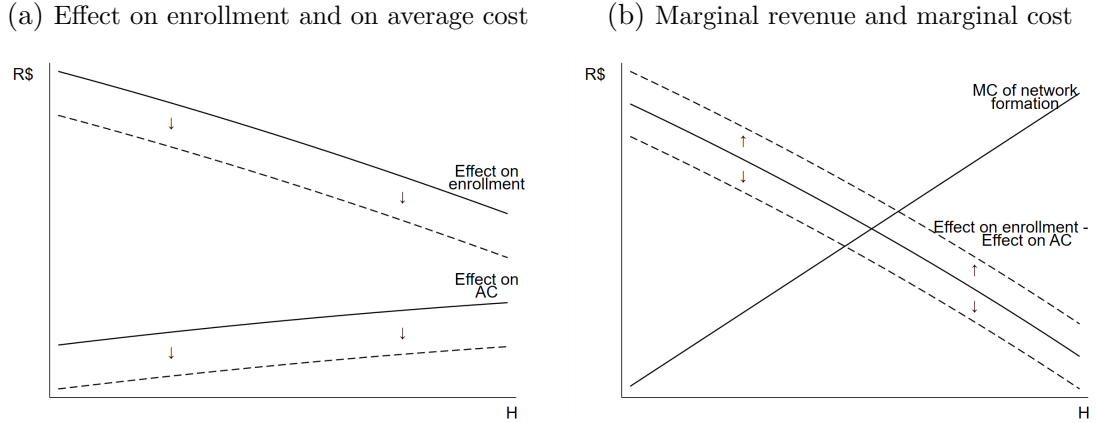 (a) Effect on enrollment and on average cost
R$
↓
↓
Effect on
enrollment
Effect on
AC
↓
↓
H
(b) Marginal revenue and marginal cost
R$
MC of network
formation
↑
↓
Effect on enrollment -
Effect on AC
↑
↓
H